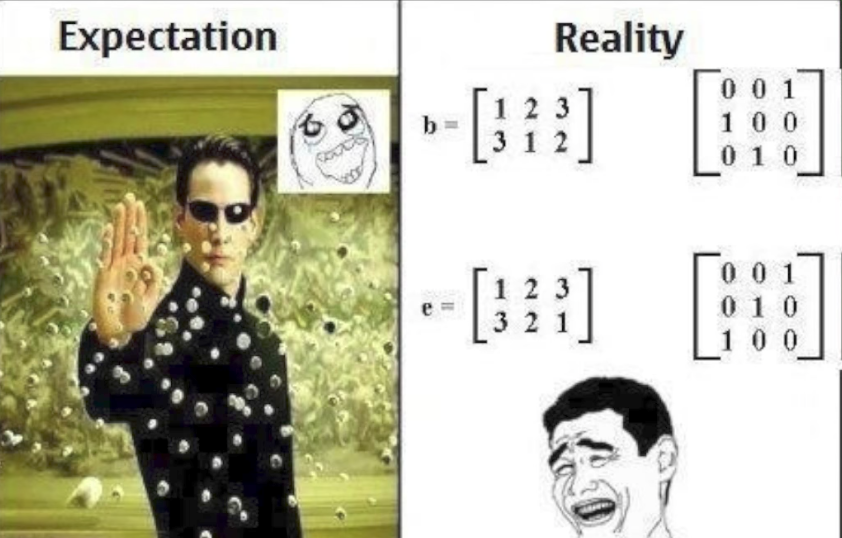 Expectation
Reality
b = [1 2 3
3 1 2]
[0 0 1
1 0 0
0 1 0]
e = [1 2 3
3 2 1]
[0 0 1
0 1 0
1 0 0]